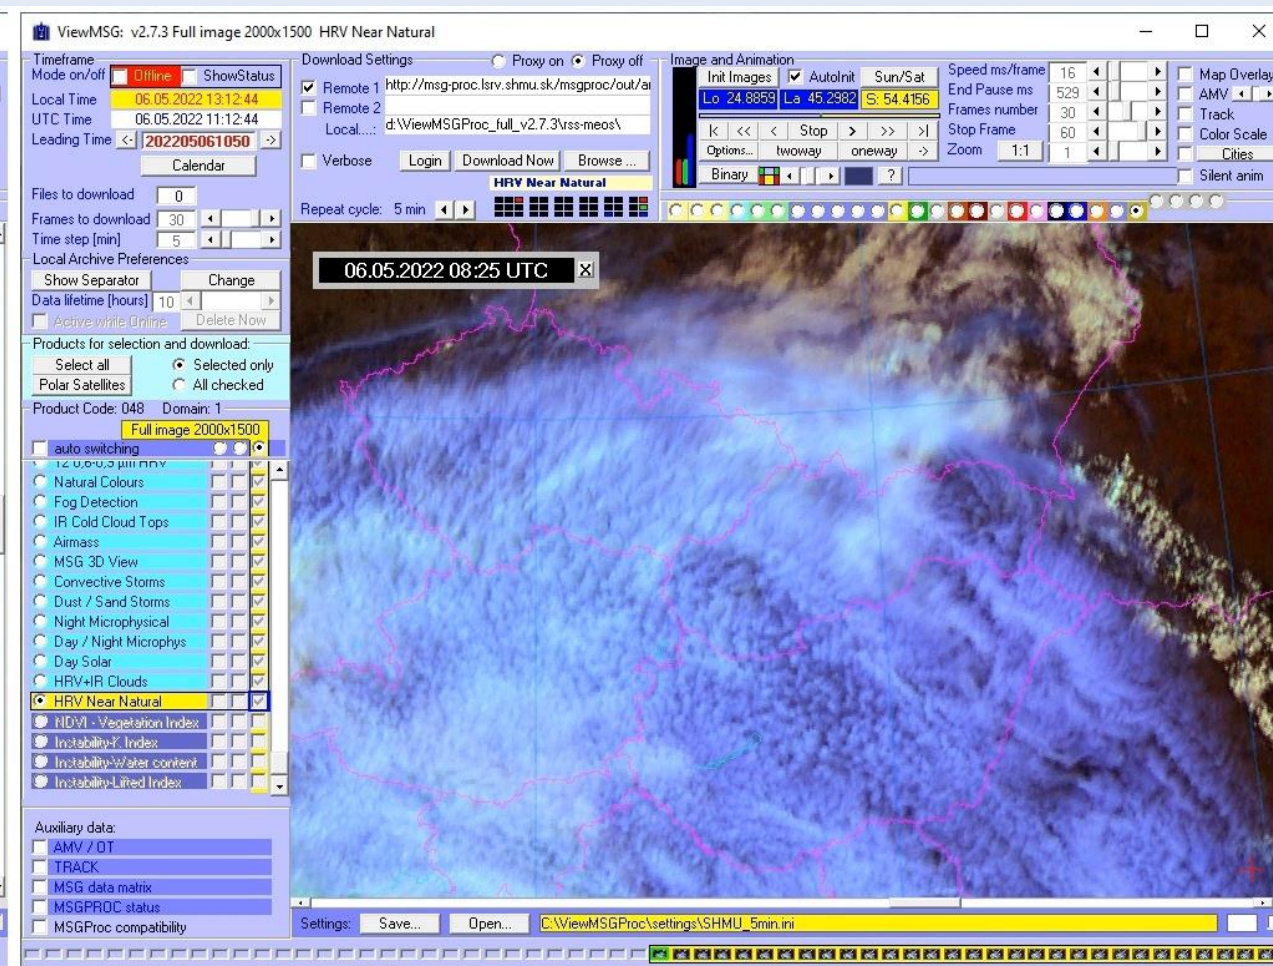 ViewMSG: v2.7.3 Full image 2000x1500 HRV Near Natural
Timeframe
Mode on/off Offline ShowStatus
Local Time 06.05.2022 13:12:44
UTC Time 06.05.2022 11:12:44
Leading Time <- 202205061050 ->
Calendar
Files to download 0
Frames to download 30
Time step [min] 5
Local Archive Preferences
Show Separator Change
Data lifetime [hours] 10
Active while Online Delete Now
Products for selection and download:
Select all Selected only
Polar Satellites All checked
Product Code: 048 Domain: 1
Full image 2000x1500
auto switching
Natural Colours
Fog Detection
IR Cold Cloud Tops
Airmass
MSG 3D View
Convective Storms
Dust / Sand Storms
Night Microphysical
Day / Night Microphys
Day Solar
HRV+IR Clouds
HRV Near Natural
NDVI - Vegetation Index
Instability-K Index
Instability-Water content
Instability-Lifted Index
Auxiliary data:
AMV / OT
TRACK
MSG data matrix
MSGPROC status
MSGProc compatibility
Download Settings Proxy on Proxy off
Remote 1 http://msg-proc.lsrv.shmu.sk/msgproc/out/
Remote 2
Local....: d:\ViewMSGProc_full_v2.7.3\rss-meos\
Verbose Login Download Now Browse ...
HRV Near Natural
Repeat cycle: 5 min
Image and Animation
Init Images AutoInit Sun/Sat
Lo 24.8859 La 45.2982 S: 54.4156
|< << < Stop > >> >|
Options... twoway oneway ->
Binary ?
Speed ms/frame 16
End Pause ms 529
Frames number 30
Stop Frame 60
Zoom 1:1 1
Map Overlay
AMV
Track
Color Scale
Cities
Silent anim
06.05.2022 08:25 UTC X
Settings: Save... Open... C:\ViewMSGProc\settings\SHMU_5min.ini